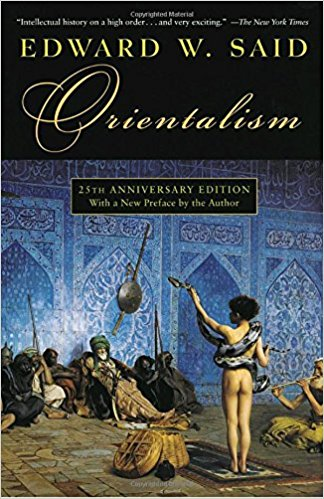 “Intellectual history on a high order . . . and very exciting.” —The New York Times
EDWARD W. SAID
Orientalism
25TH ANNIVERSARY EDITION
With a New Preface by the Author